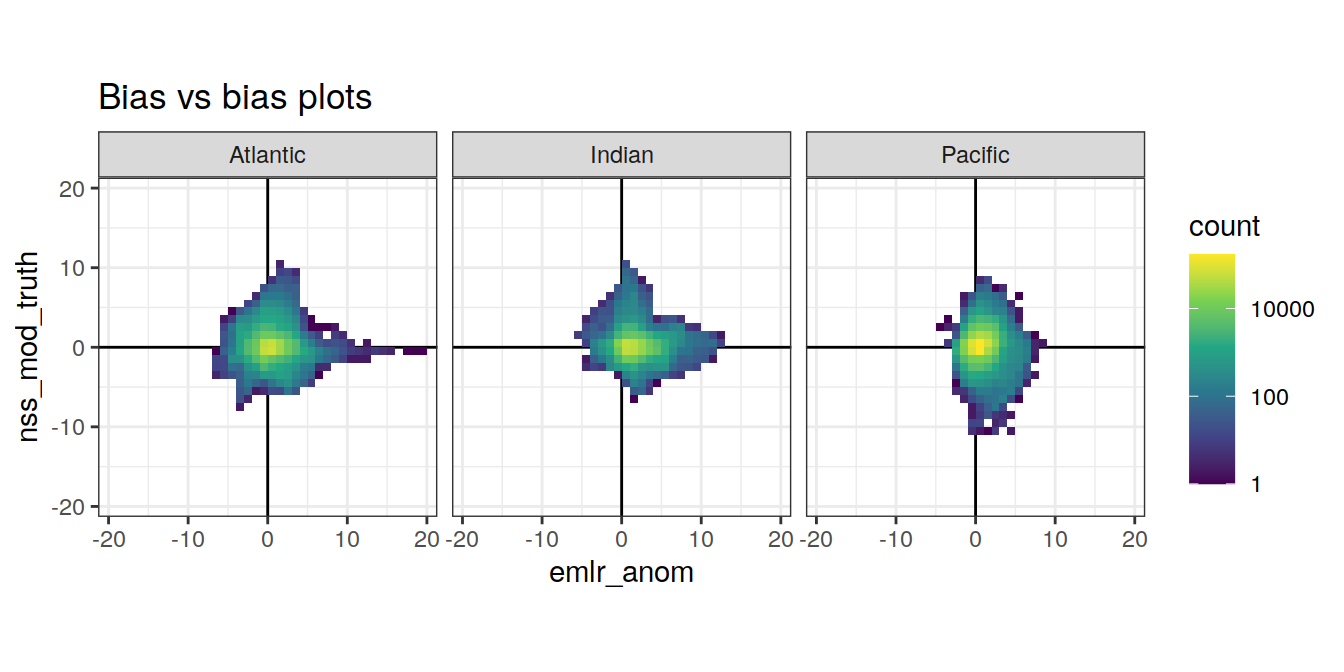 Bias vs bias plots
Atlantic
Indian
Pacific
nss_mod_truth
20
10
0
-10
-20
-20 -10 0 10 20
-20 -10 0 10 20
-20 -10 0 10 20
emlr_anom
count
10000
100
1